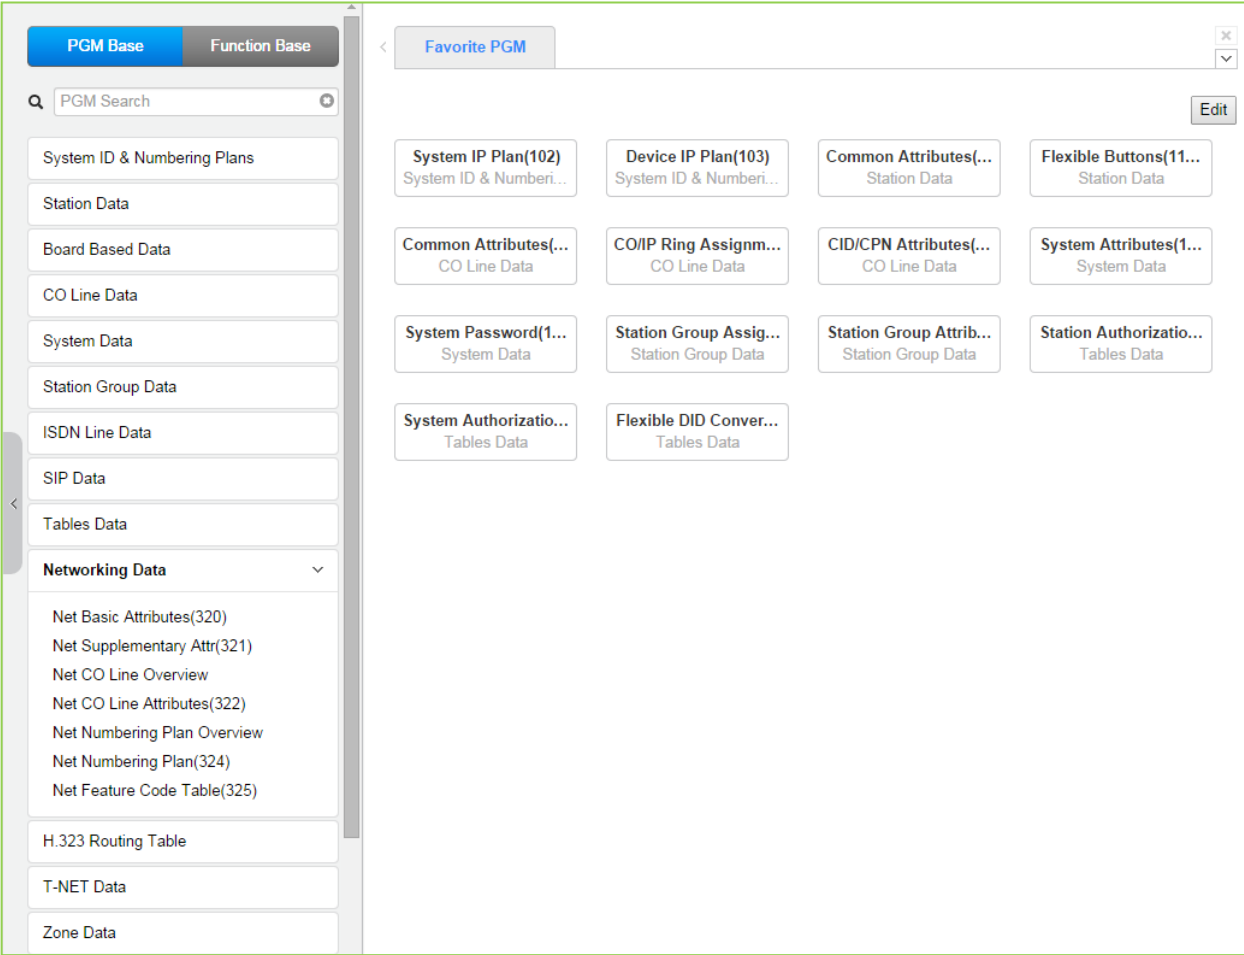 PGM Base
Function Base
PGM Search
System ID & Numbering Plans
Station Data
Board Based Data
CO Line Data
System Data
Station Group Data
ISDN Line Data
SIP Data
Tables Data
Networking Data
Net Basic Attributes(320)
Net Supplementary Attr(321)
Net CO Line Overview
Net CO Line Attributes(322)
Net Numbering Plan Overview
Net Numbering Plan(324)
Net Feature Code Table(325)
H.323 Routing Table
T-NET Data
Zone Data
Favorite PGM
Edit
System IP Plan(102)
System ID & Numberi...
Device IP Plan(103)
System ID & Numberi...
Common Attributes(...
Station Data
Flexible Buttons(11...
Station Data
Common Attributes(...
CO Line Data
CO/IP Ring Assignm...
CO Line Data
CID/CPN Attributes(...
CO Line Data
System Attributes(1...
System Data
System Password(1...
System Data
Station Group Assig...
Station Group Data
Station Group Attrib...
Station Group Data
Station Authorizatio...
Tables Data
System Authorizatio...
Tables Data
Flexible DID Conver...
Tables Data